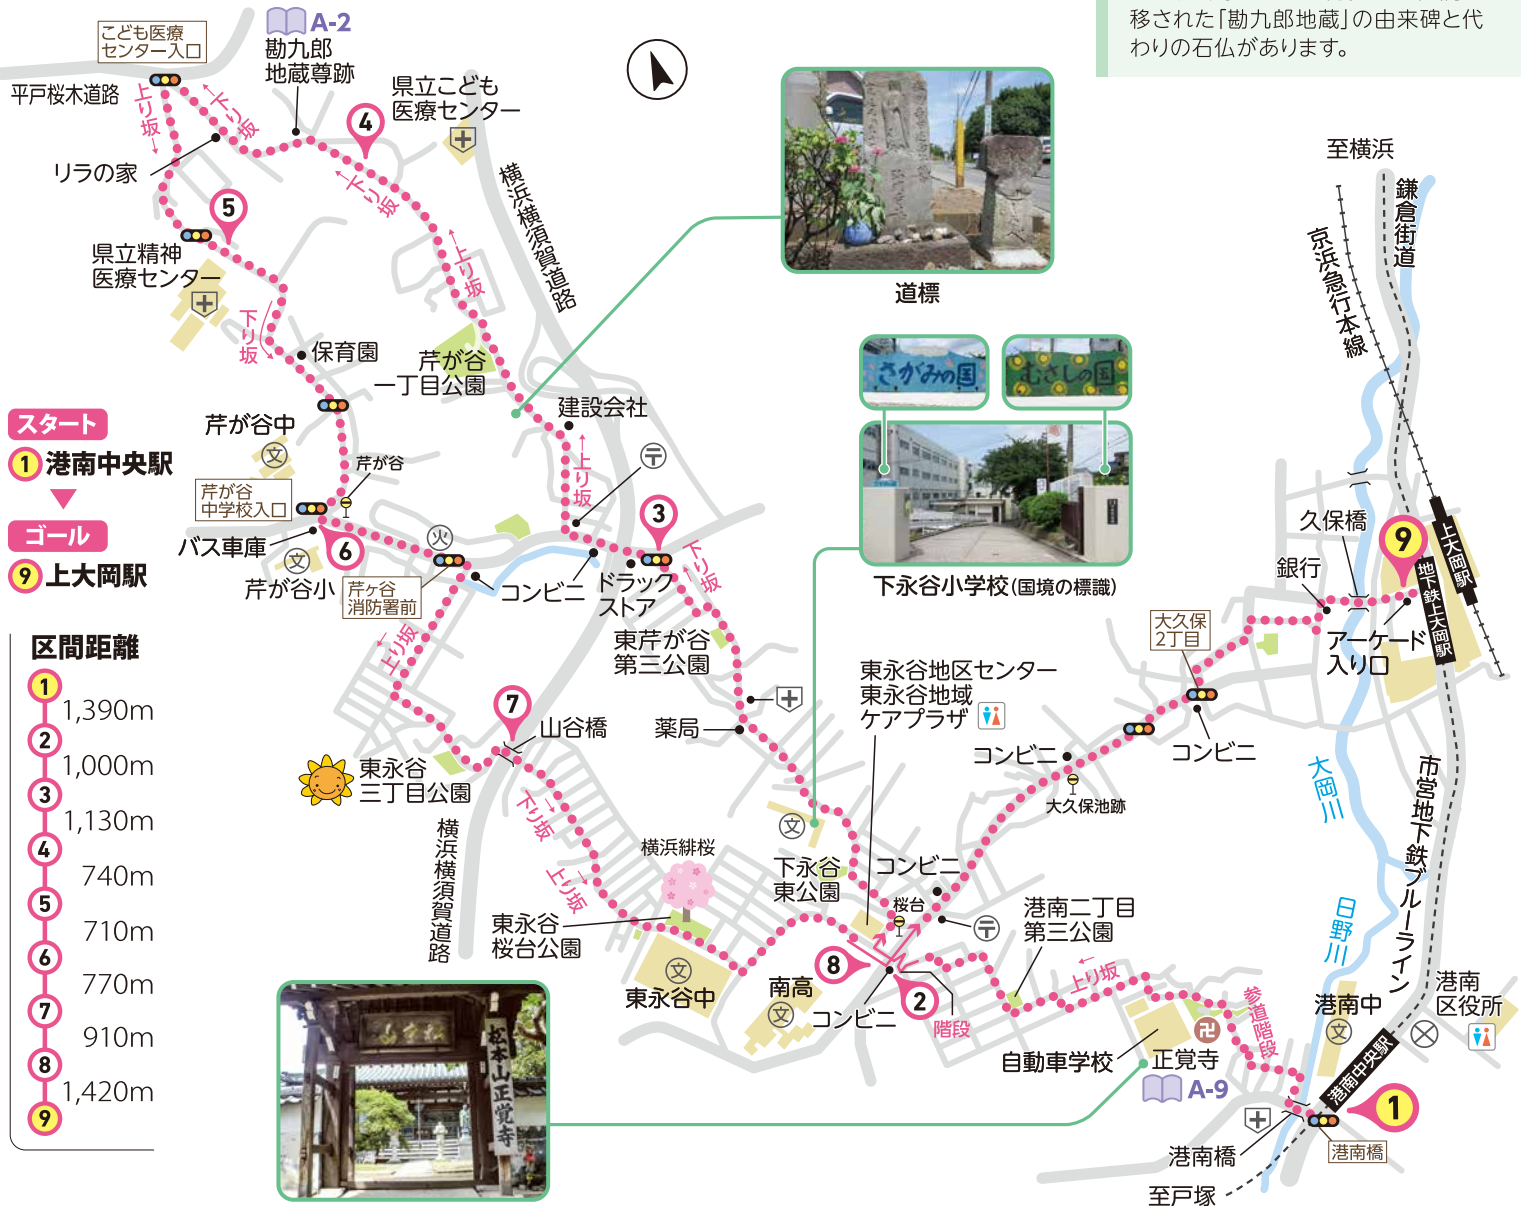 移された「勘九郎地蔵」の由来碑と代
わりの石仏があります。
こども医療
センター入口
A-2
勘九郎
地蔵尊跡
平戸桜木道路
上り坂
下り坂
4
県立こども
医療センター
リラの家
下り坂
横浜横須賀道路
5
県立精神
医療センター
上り坂
下り坂
保育園
芹が谷
一丁目公園
道標
さがみの国
むさしの国
下永谷小学校(国境の標識)
至横浜
鎌倉街道
京浜急行本線
スタート
1 港南中央駅
ゴール
9 上大岡駅
芹が谷中
文
芹が谷
芹が谷
中学校入口
バス車庫
6
文
芹が谷小
火
芹ヶ谷
消防署前
建設会社
上り坂
〒
3
コンビニ
ドラック
ストア
下り坂
東芹が谷
第三公園
薬局
上り坂
7
山谷橋
東永谷
三丁目公園
横浜横須賀道路
下り坂
上り坂
横浜緋桜
東永谷
桜台公園
文
東永谷中
南高
文
文
下永谷
東公園
東永谷地区センター
東永谷地域
ケアプラザ
コンビニ
桜台
〒
8
コンビニ
2
階段
港南二丁目
第三公園
上り坂
自動車学校
卍
正覚寺
A-9
参道階段
コンビニ
大久保池跡
大久保
2丁目
コンビニ
銀行
久保橋
9
上大岡駅
地下鉄上大岡駅
アーケード
入り口
大岡川
市営地下鉄ブルーライン
日野川
港南中
文
港南
区役所
港南中央駅
1
港南橋
港南橋
至戸塚
松本山正覚寺
区間距離
1
1,390m
2
1,000m
3
1,130m
4
740m
5
710m
6
770m
7
910m
8
1,420m
9